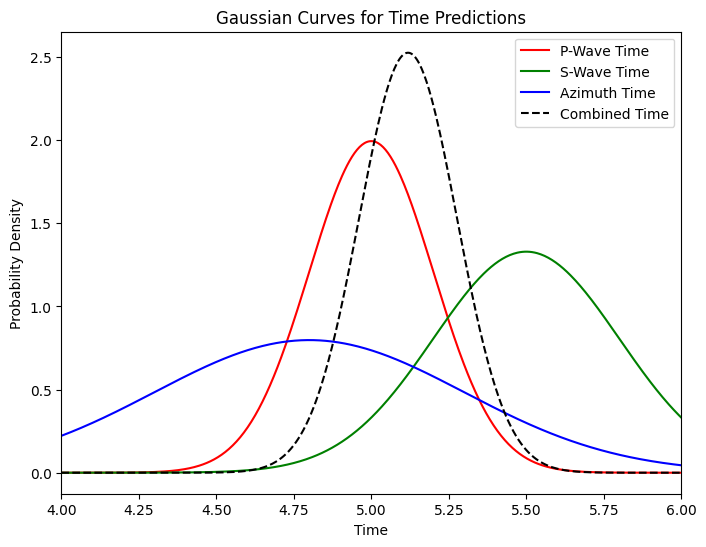 Gaussian Curves for Time Predictions
P-Wave Time
S-Wave Time
Azimuth Time
Combined Time
Probability Density
2.5
2.0
1.5
1.0
0.5
0.0
4.00 4.25 4.50 4.75 5.00 5.25 5.50 5.75 6.00
Time